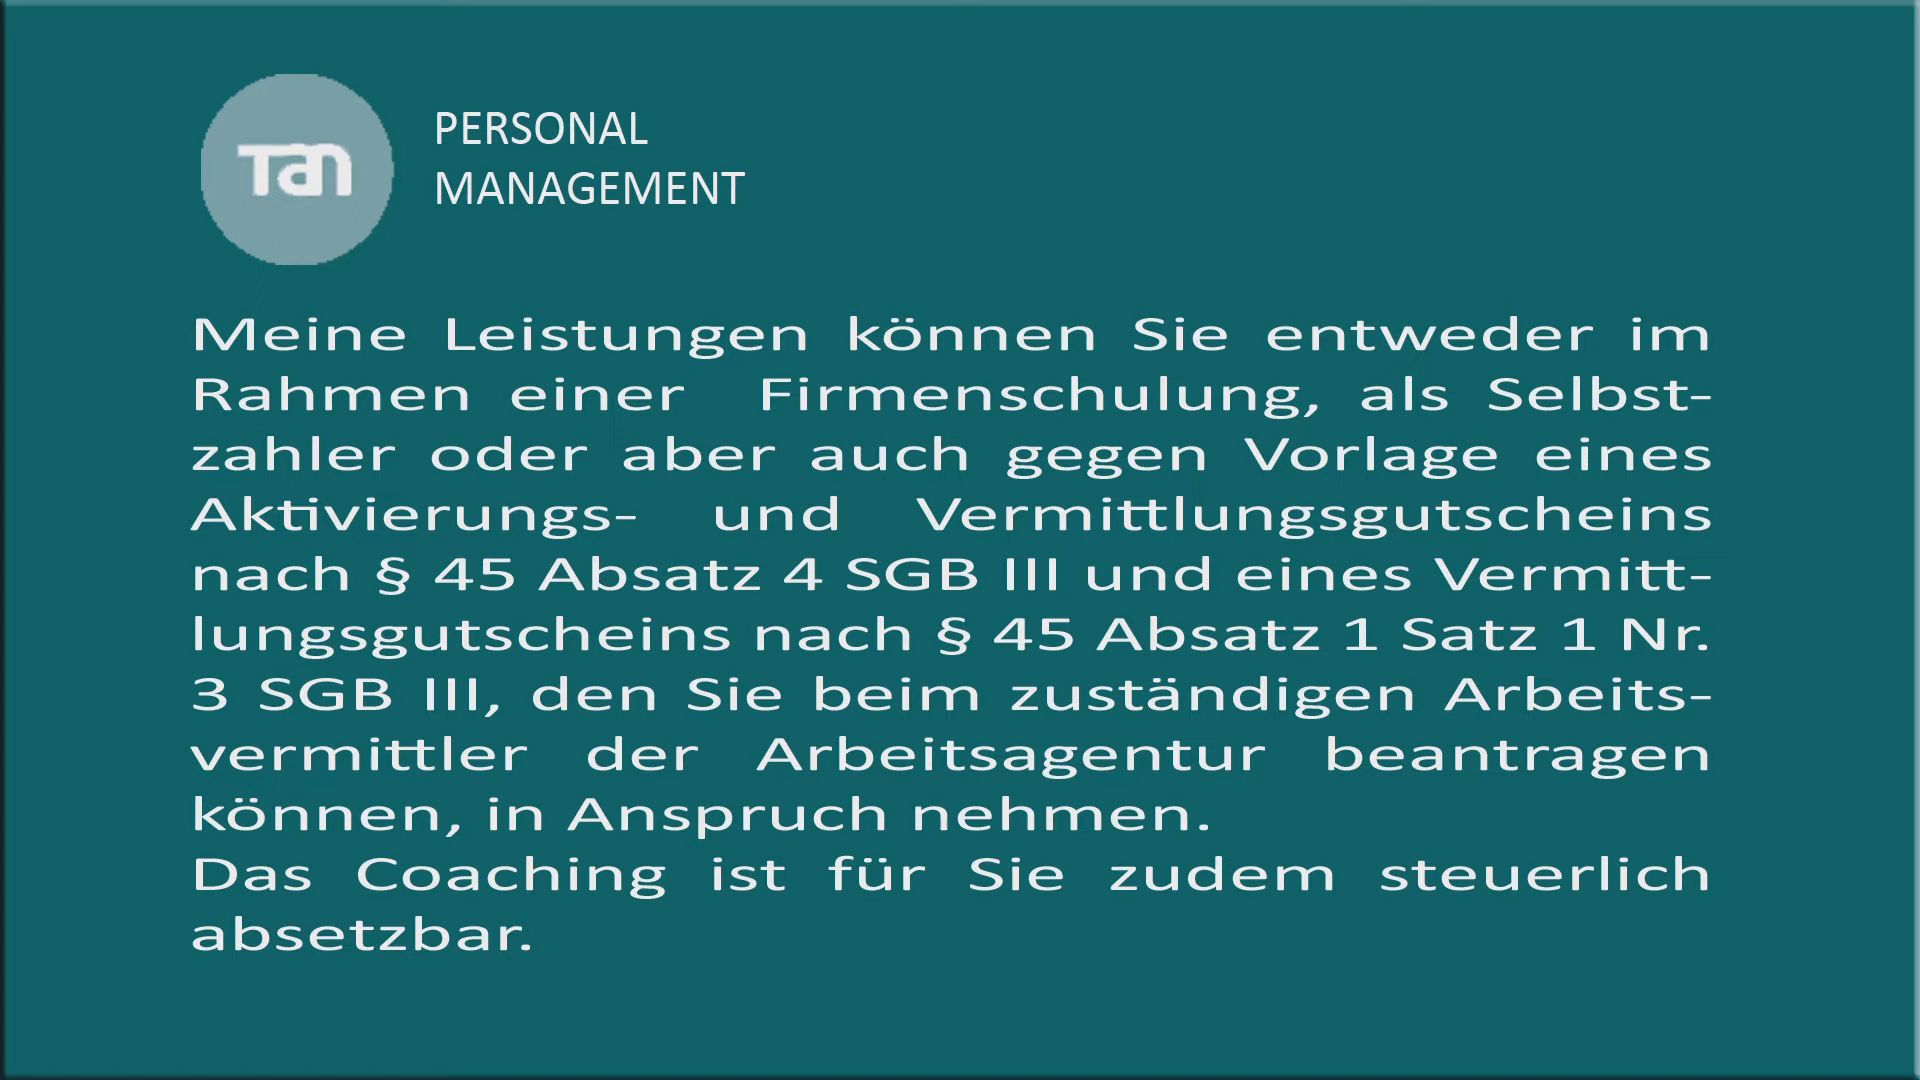 Tan
PERSONAL
MANAGEMENT
Meine Leistungen können Sie entweder im
Rahmen einer Firmenschulung, als Selbst-
zahler oder aber auch gegen Vorlage eines
Aktivierungs- und Vermittlungsgutscheins
nach § 45 Absatz 4 SGB III und eines Vermitt-
lungsgutscheins nach § 45 Absatz 1 Satz 1 Nr.
3 SGB III, den Sie beim zuständigen Arbeits-
vermittler der Arbeitsagentur beantragen
können, in Anspruch nehmen.
Das Coaching ist für Sie zudem steuerlich
absetzbar.